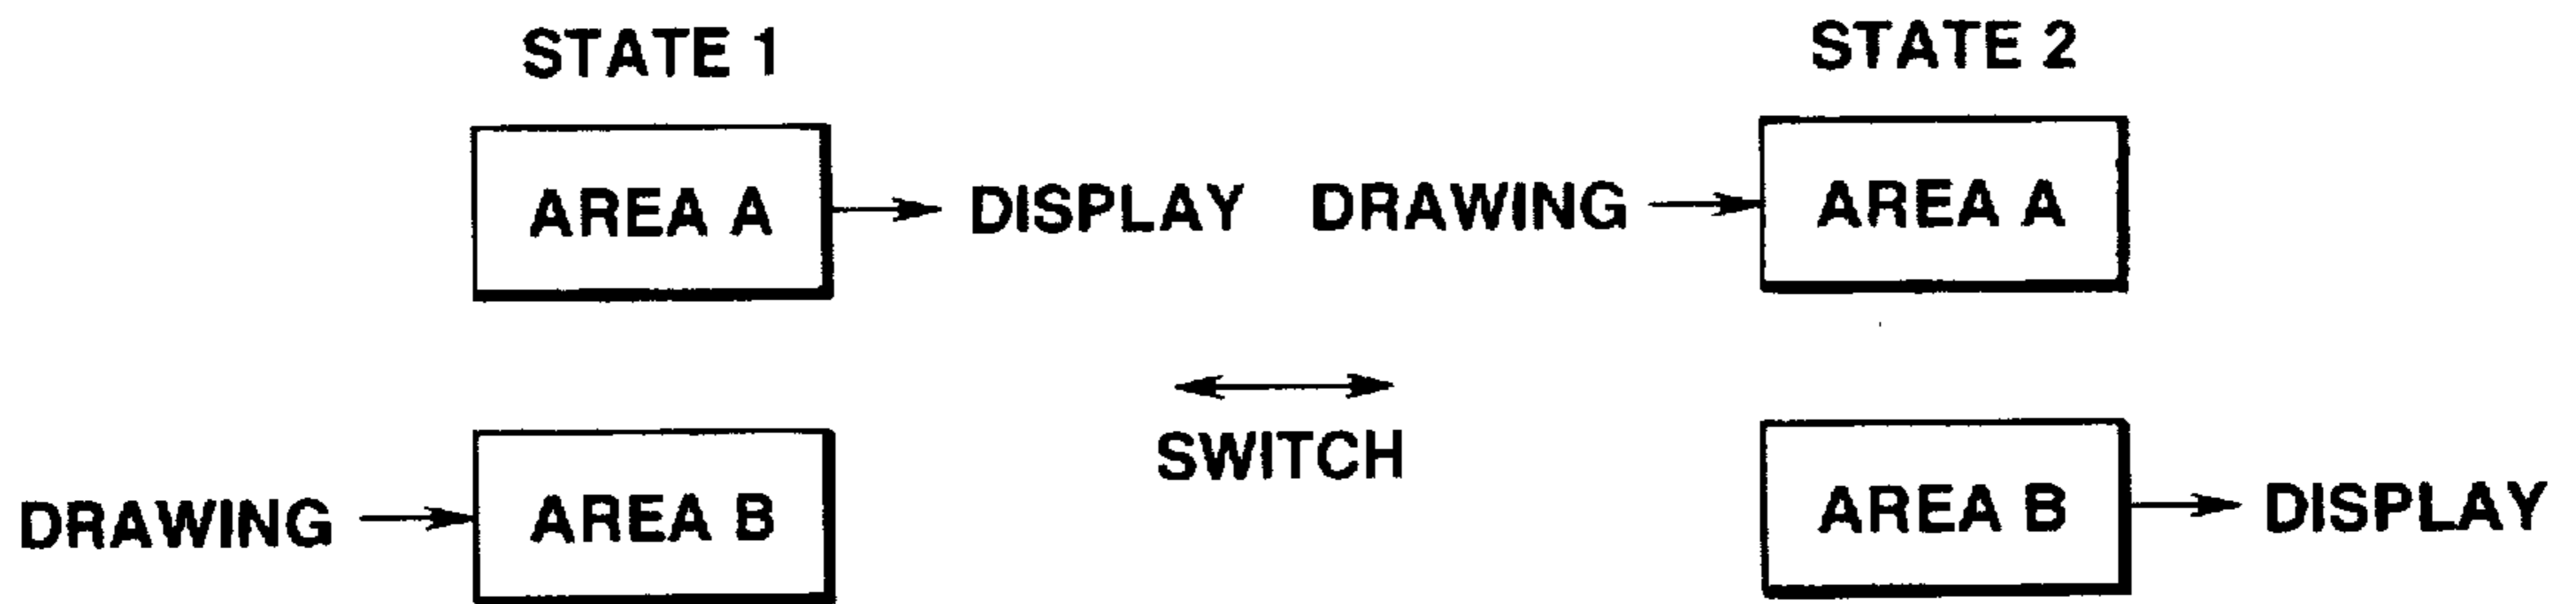 STATE 1
STATE 2
AREA A
DISPLAY
DRAWING
AREA A
SWITCH
DRAWING
AREA B
AREA B
DISPLAY